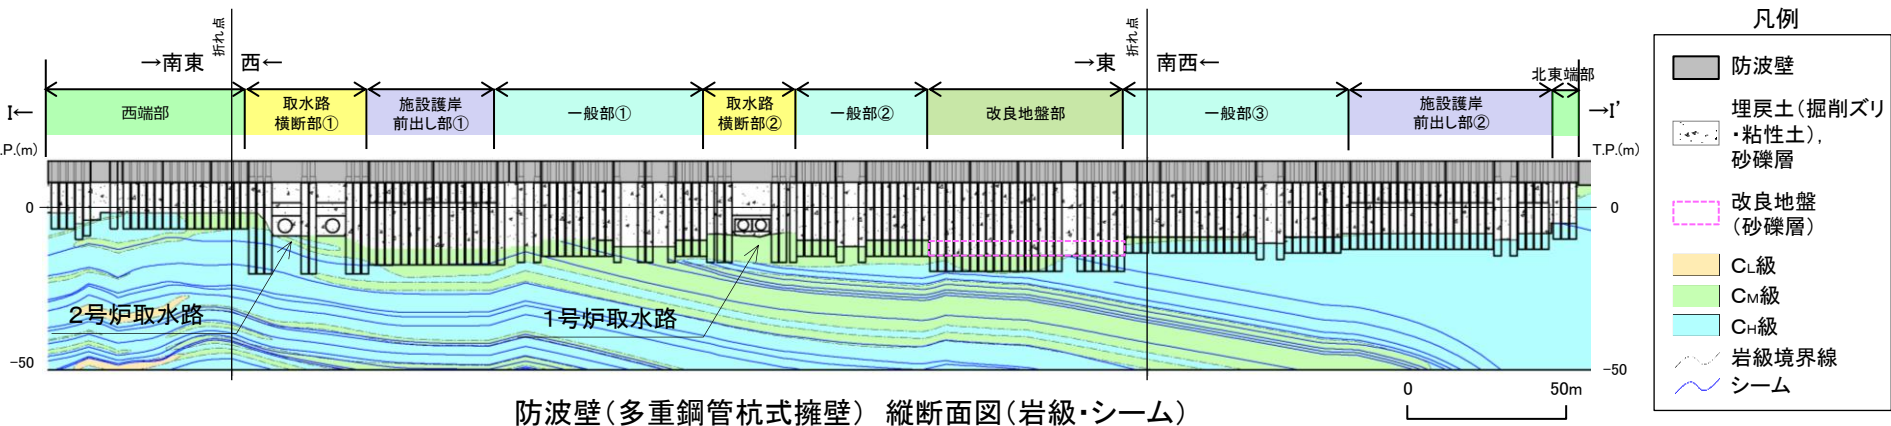 凡例
折れ点
折れ点
→南東
西←
→東
南西←
北東端部
I←
西端部
取水路
横断部①
施設護岸
前出し部①
一般部①
取水路
横断部②
一般部②
改良地盤部
一般部③
施設護岸
前出し部②
→I'
.P.(m)
T.P.(m)
0
0
2号炉取水路
1号炉取水路
-50
-50
防波壁
埋戻土(掘削ズリ
・粘性土),
砂礫層
改良地盤
(砂礫層)
CL級
CM級
CH級
岩級境界線
シーム
0
50m
防波壁(多重鋼管杭式擁壁) 縦断面図(岩級・シーム)